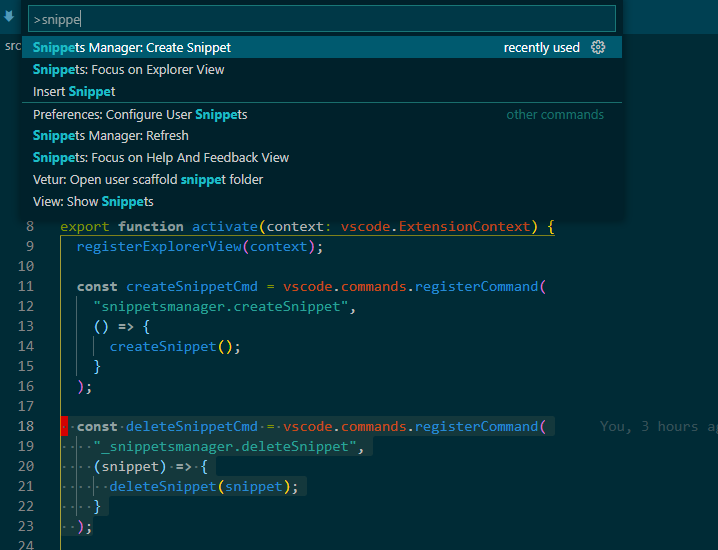 >snippe
Snippets Manager: Create Snippet recently used
src
Snippets: Focus on Explorer View
Insert Snippet
Preferences: Configure User Snippets other commands
Snippets Manager: Refresh
Snippets: Focus on Help And Feedback View
Vetur: Open user scaffold snippet folder
View: Show Snippets
8 export function activate(context: vscode.ExtensionContext) {
9 registerExplorerView(context);
10
11 const createSnippetCmd = vscode.commands.registerCommand(
12 "snippetsmanager.createSnippet",
13 () => {
14 createSnippet();
15 }
16 );
17
18 const deleteSnippetCmd = vscode.commands.registerCommand( You, 3 hours ag
19 "_snippetsmanager.deleteSnippet",
20 (snippet) => {
21 deleteSnippet(snippet);
22 }
23 );
24